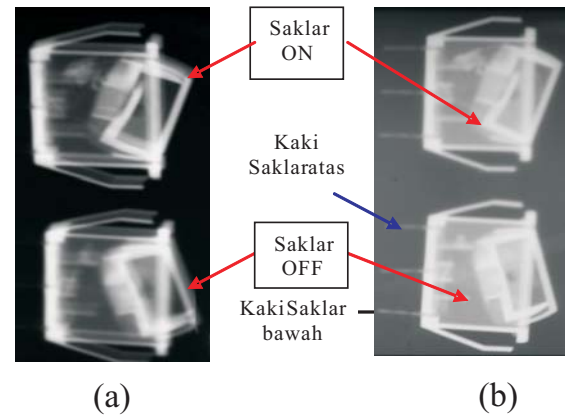 Saklar
ON
Kaki
Saklaratas
Saklar
OFF
KakiSaklar
bawah
(a)
(b)